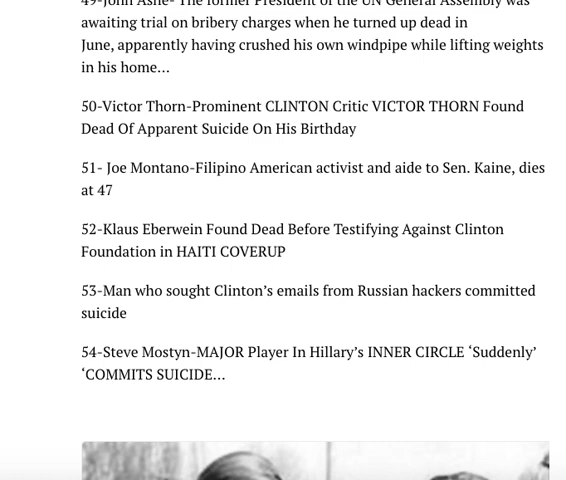 49-John Ashe- The former President of the UN General Assembly was
awaiting trial on bribery charges when he turned up dead in
June, apparently having crushed his own windpipe while lifting weights
in his home…
50-Victor Thorn-Prominent CLINTON Critic VICTOR THORN Found
Dead Of Apparent Suicide On His Birthday
51- Joe Montano-Filipino American activist and aide to Sen. Kaine, dies
at 47
52-Klaus Eberwein Found Dead Before Testifying Against Clinton
Foundation in HAITI COVERUP
53-Man who sought Clinton’s emails from Russian hackers committed
suicide
54-Steve Mostyn-MAJOR Player In Hillary’s INNER CIRCLE ‘Suddenly’
‘COMMITS SUICIDE…